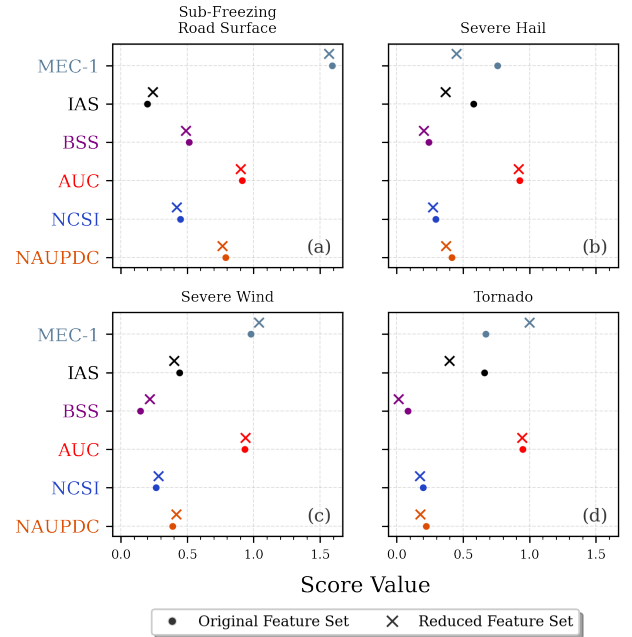 Sub-Freezing
Road Surface
Severe Hail
MEC-1
IAS
BSS
AUC
NCSI
NAUPDC
(a)
(b)
Severe Wind
Tornado
MEC-1
IAS
BSS
AUC
NCSI
NAUPDC
(c)
(d)
0.0 0.5 1.0 1.5
0.0 0.5 1.0 1.5
Score Value
Original Feature Set Reduced Feature Set